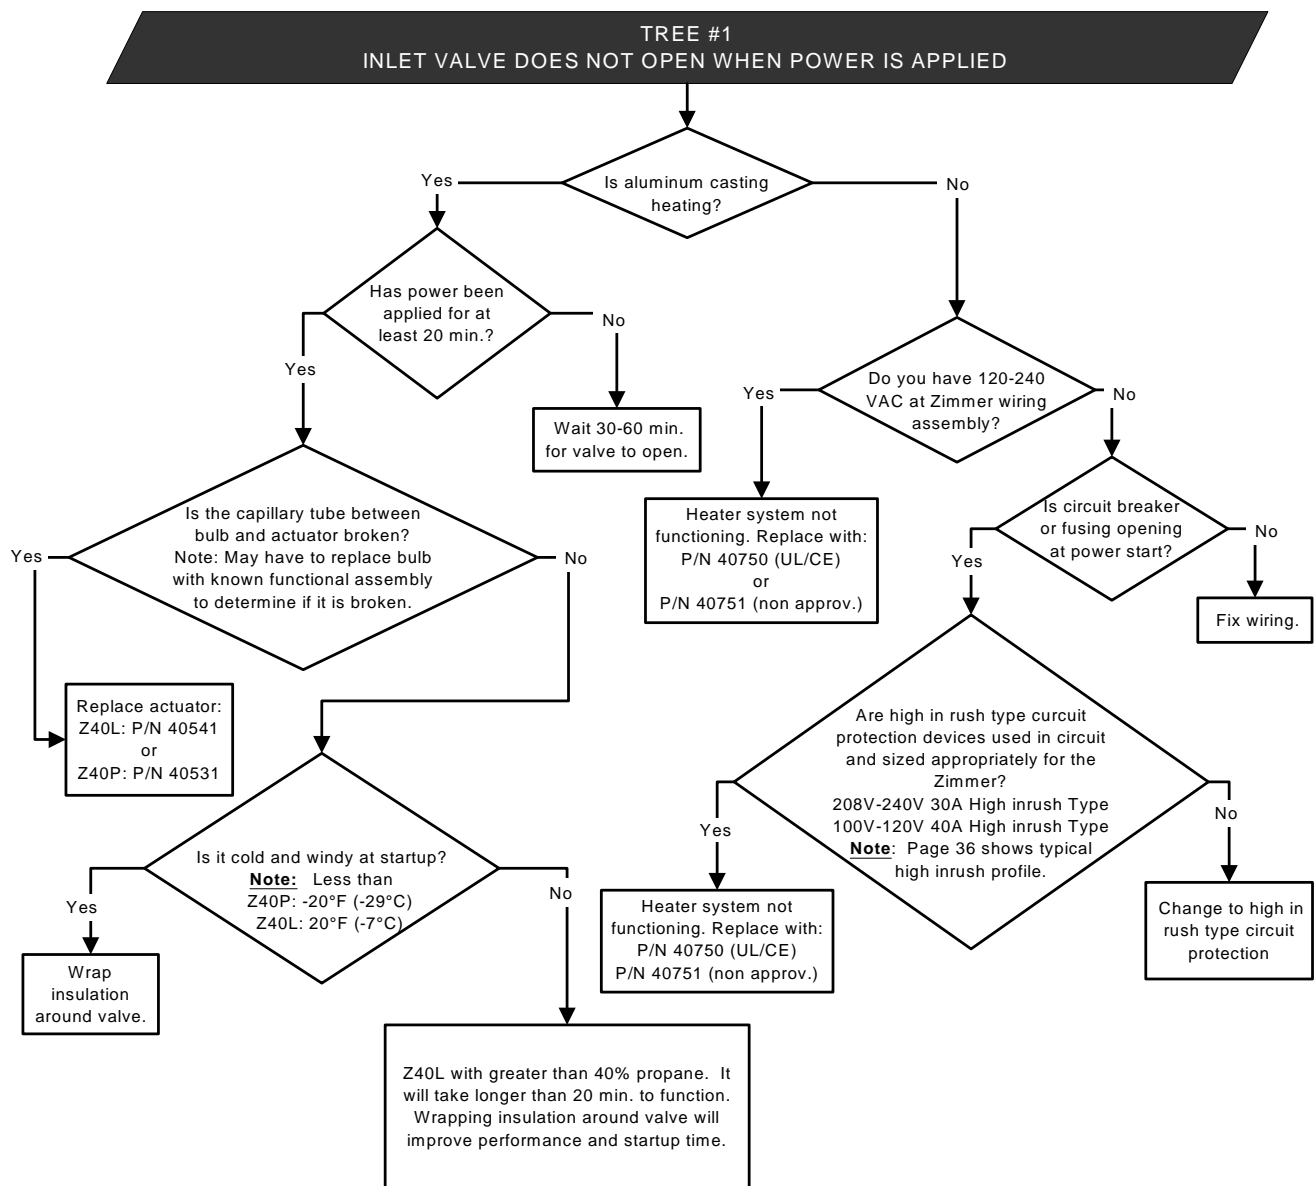 TREE #1
INLET VALVE DOES NOT OPEN WHEN POWER IS APPLIED
Is aluminum casting
heating?
Yes
No
Has power been
applied for at
least 20 min.?
Yes
No
Wait 30-60 min.
for valve to open.
Do you have 120-240
VAC at Zimmer wiring
assembly?
Yes
No
Heater system not
functioning. Replace with:
P/N 40750 (UL/CE)
or
P/N 40751 (non approv.)
Is circuit breaker
or fusing opening
at power start?
Yes
No
Fix wiring.
Is the capillary tube between
bulb and actuator broken?
Note: May have to replace bulb
with known functional assembly
to determine if it is broken.
Yes
No
Replace actuator:
Z40L: P/N 40541
or
Z40P: P/N 40531
Are high in rush type curcuit
protection devices used in circuit
and sized appropriately for the
Zimmer?
208V-240V 30A High inrush Type
100V-120V 40A High inrush Type
Note: Page 36 shows typical
high inrush profile.
Yes
No
Heater system not
functioning. Replace with:
P/N 40750 (UL/CE)
P/N 40751 (non approv.)
Change to high in
rush type circuit
protection
Is it cold and windy at startup?
Note: Less than
Z40P: -20°F (-29°C)
Z40L: 20°F (-7°C)
Yes
No
Wrap
insulation
around valve.
Z40L with greater than 40% propane. It
will take longer than 20 min. to function.
Wrapping insulation around valve will
improve performance and startup time.